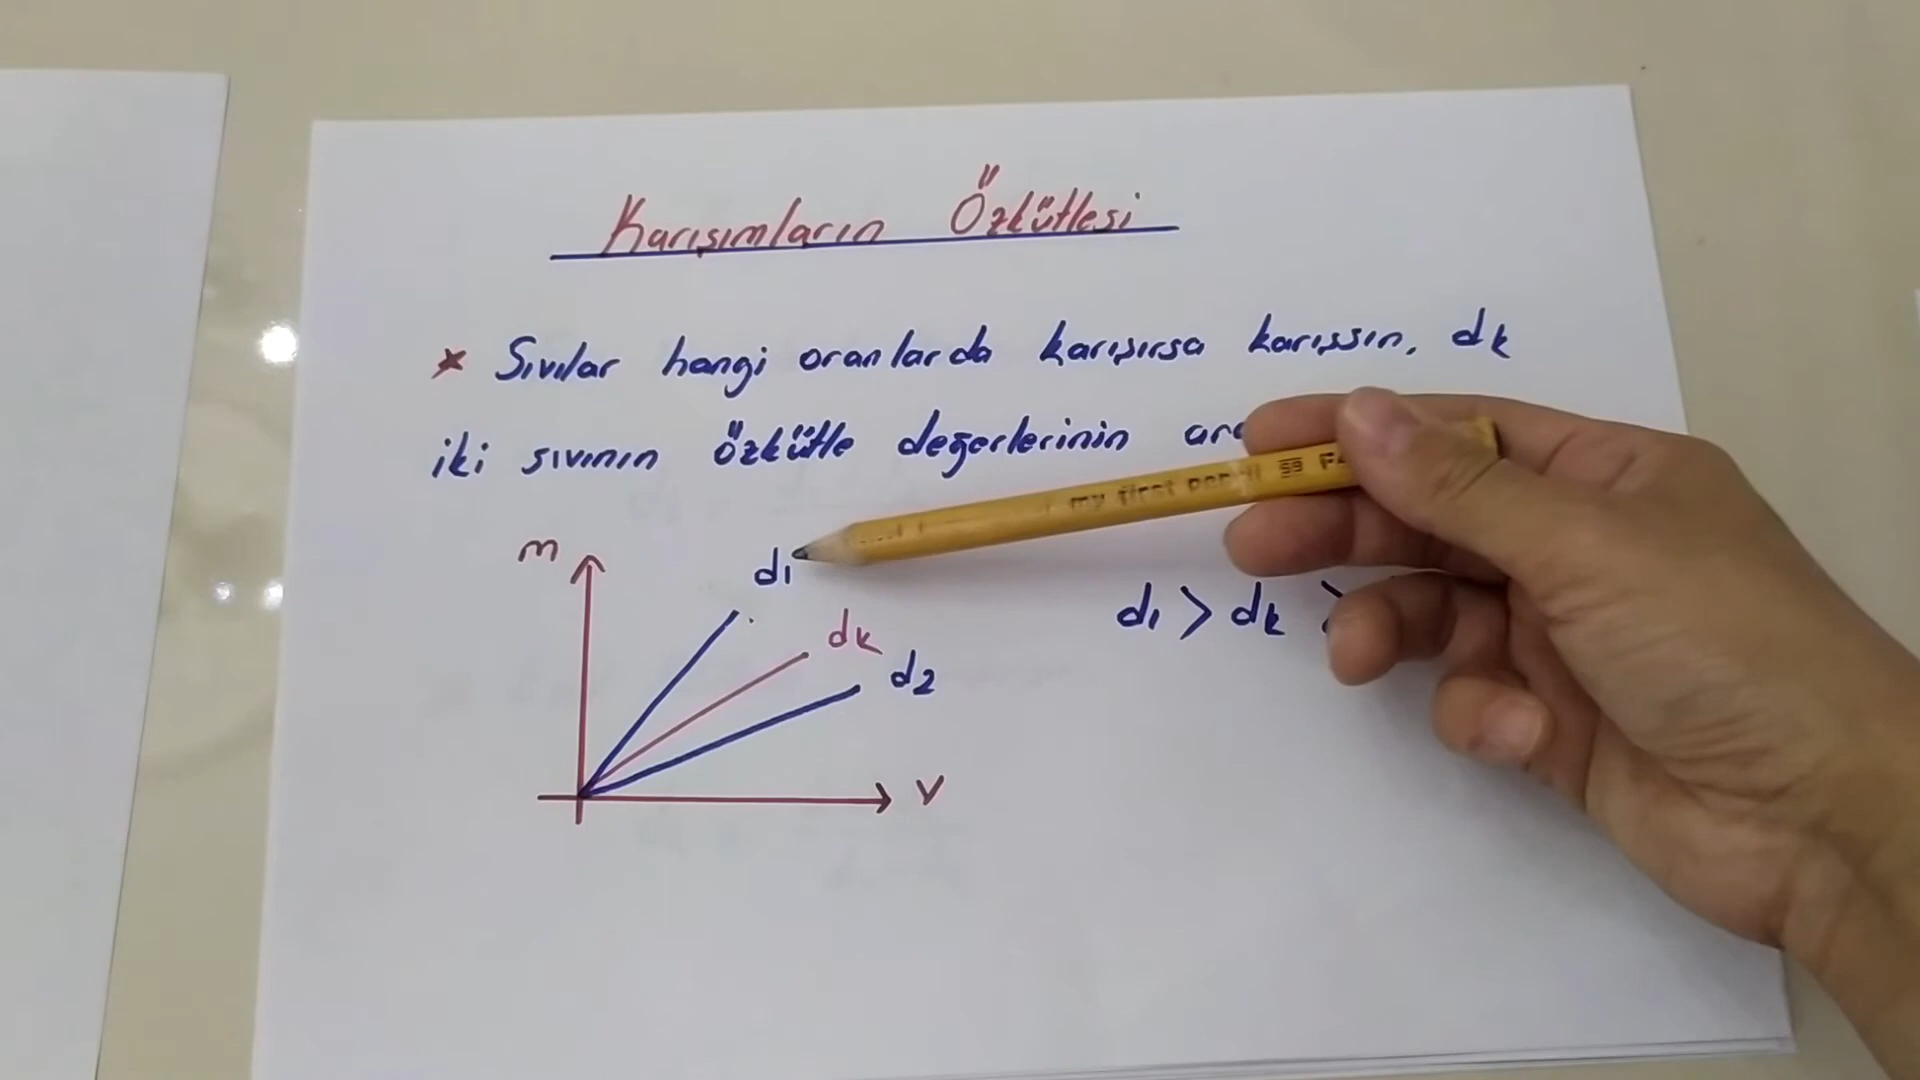 Karışımların Özkütlesi
* Sıvılar hangi oranlarda karışırsa karışsın, dk
iki sıvının özkütle değerlerinin
my first
m
d1
dk
d2
V
d1 > dk >